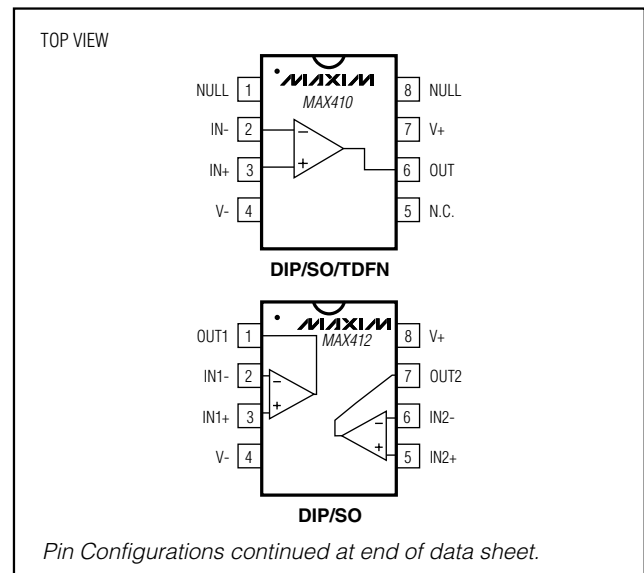 TOP VIEW
MAXIM
MAX410
NULL 1
IN- 2
IN+ 3
V- 4
8 NULL
7 V+
6 OUT
5 N.C.
− +
DIP/SO/TDFN
MAXIM
MAX412
OUT1 1
IN1- 2
IN1+ 3
V- 4
8 V+
7 OUT2
6 IN2-
5 IN2+
− +
− +
DIP/SO
Pin Configurations continued at end of data sheet.